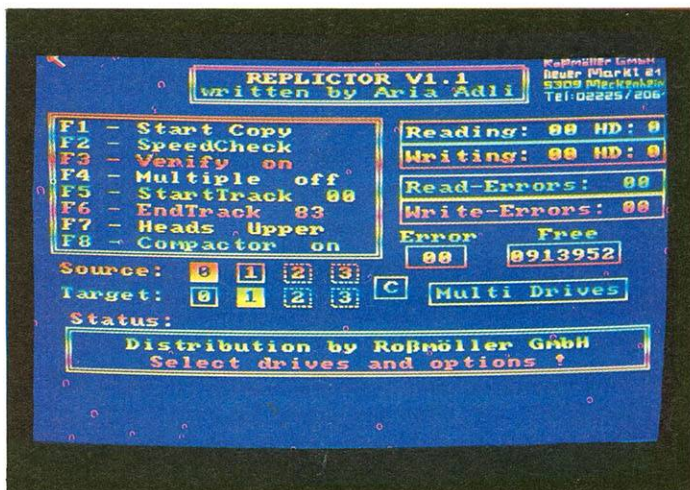 REPLICTOR V1.1
written by Aria Adli
Roßmöller GmbH
Neuer Markt 21
5309 Meckenheim
Tel:02225/206
F1 - Start Copy
F2 - SpeedCheck
F3 - Verify on
F4 - Multiple off
F5 - StartTrack 00
F6 - EndTrack 83
F7 - Heads Upper
F8 - Compactor on
Reading: 00 HD: 0
Writing: 00 HD: 0
Read-Errors: 00
Write-Errors: 00
Error Free
00 0913952
Source: 0 1 2 3
Target: 0 1 2 3 C Multi Drives
Status:
Distribution by Roßmöller GmbH
Select drives and options !